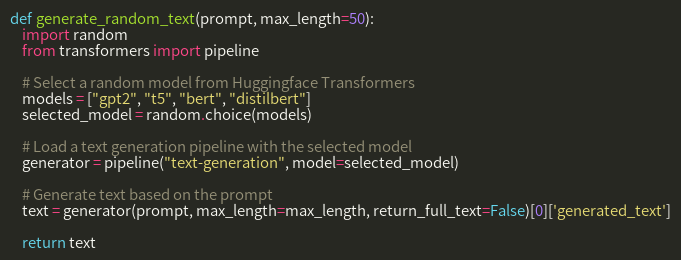 def generate_random_text(prompt, max_length=50):
    import random
    from transformers import pipeline

    # Select a random model from Huggingface Transformers
    models = ["gpt2", "t5", "bert", "distilbert"]
    selected_model = random.choice(models)

    # Load a text generation pipeline with the selected model
    generator = pipeline("text-generation", model=selected_model)

    # Generate text based on the prompt
    text = generator(prompt, max_length=max_length, return_full_text=False)[0]['generated_text']

    return text